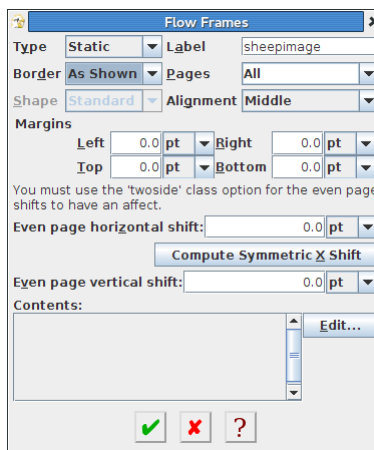 Flow Frames
Type Static Label sheepimage
Border As Shown Pages All
Shape Standard Alignment Middle
Margins
Left 0.0 pt Right 0.0 pt
Top 0.0 pt Bottom 0.0 pt
You must use the 'twoside' class option for the even page
shifts to have an affect.
Even page horizontal shift: 0.0 pt
Compute Symmetric X Shift
Even page vertical shift: 0.0 pt
Contents:
Edit...
?